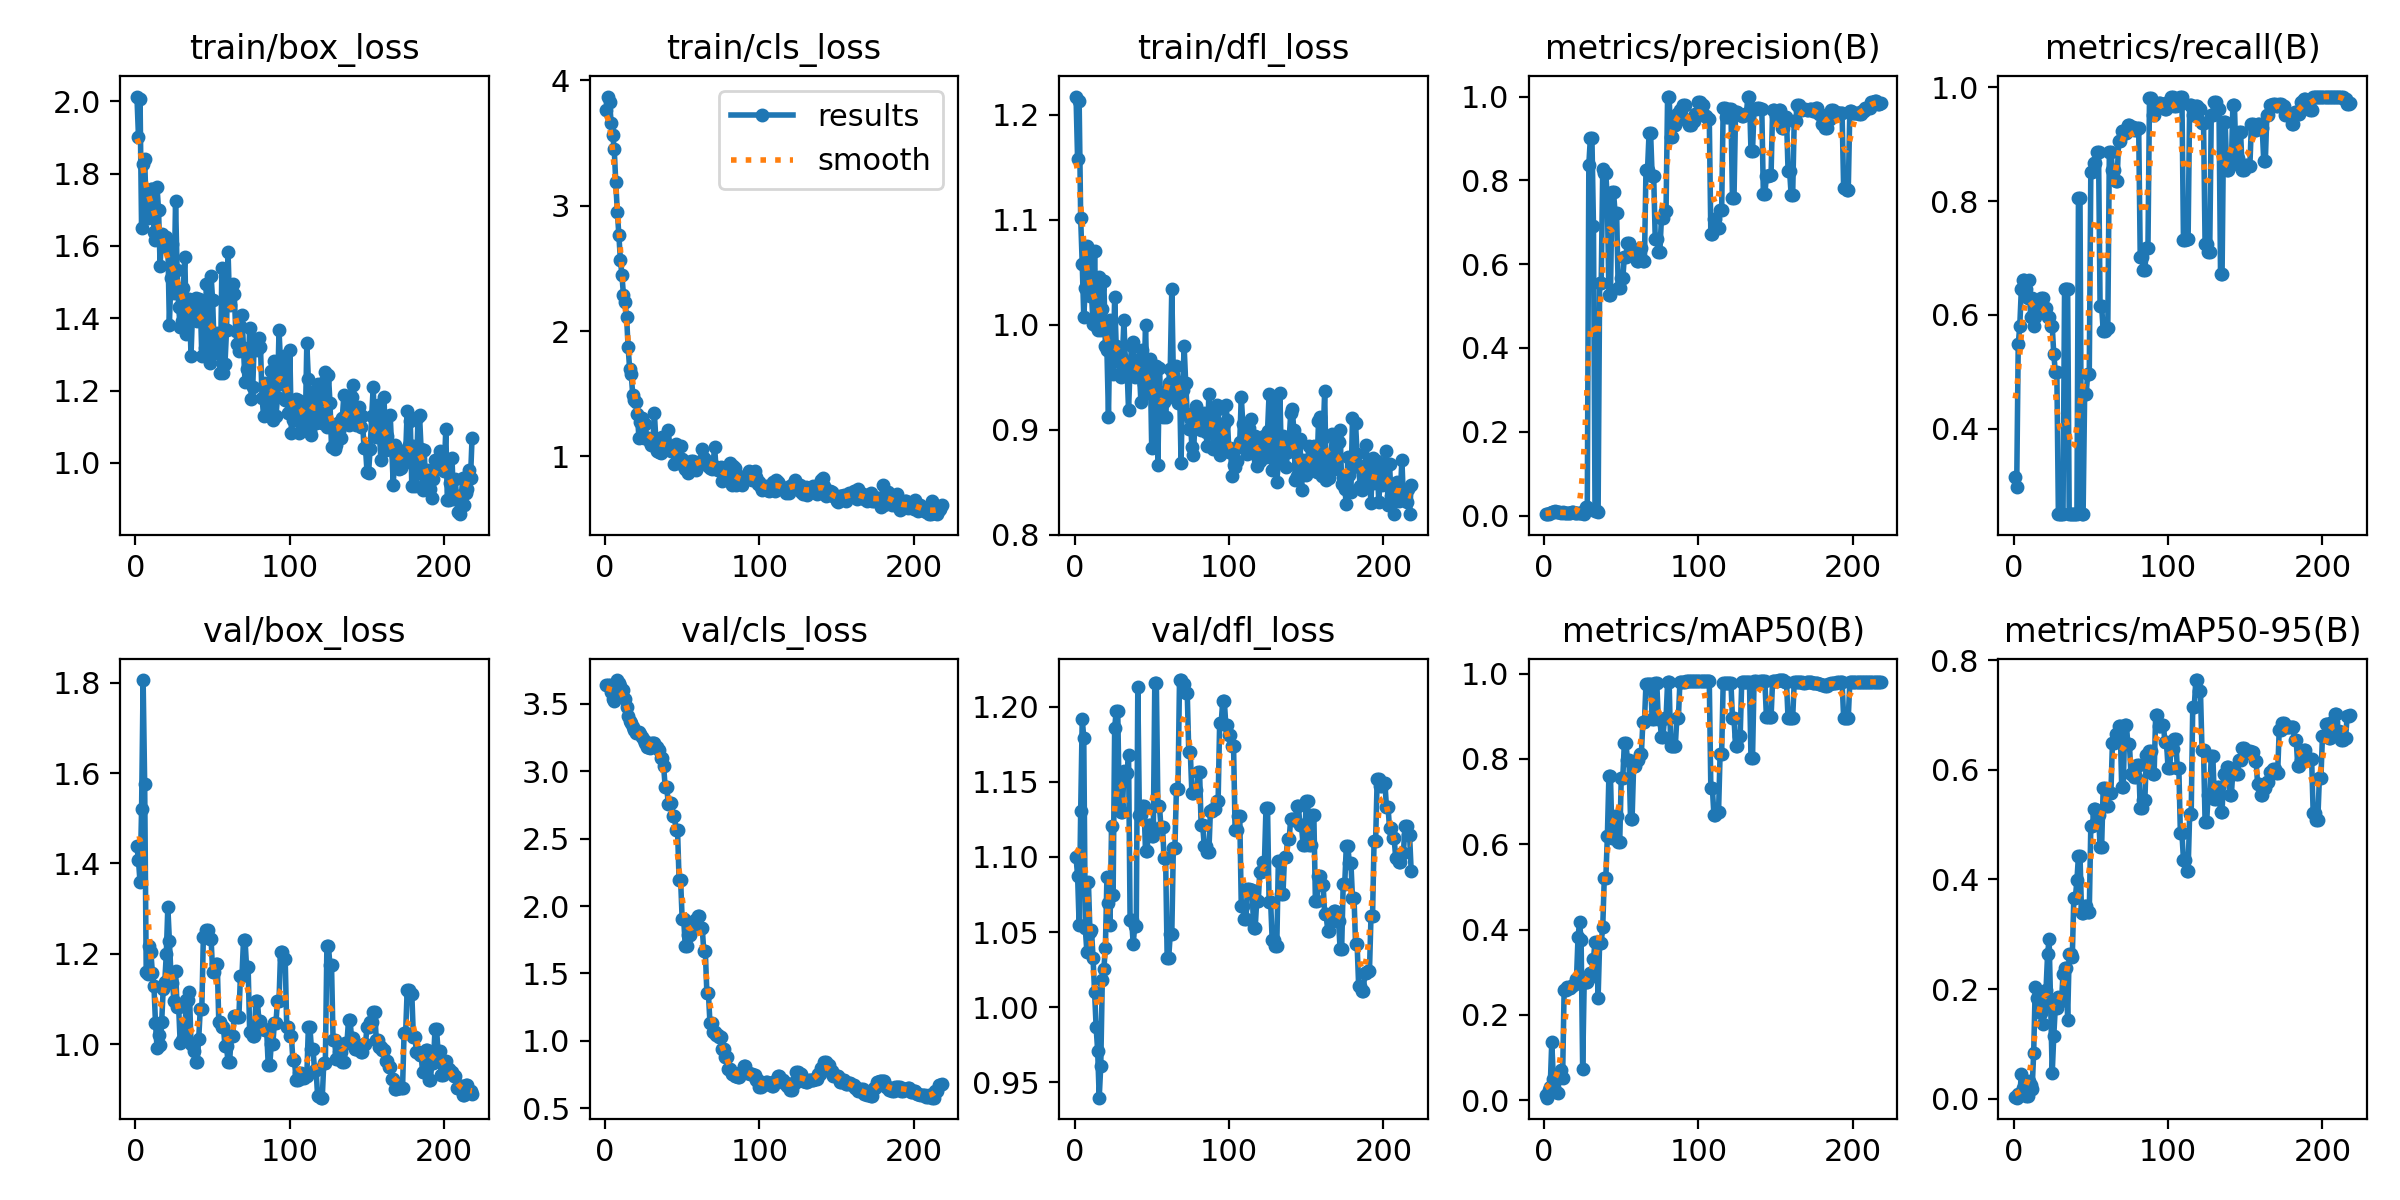 train/box_loss
2.0
1.8
1.6
1.4
1.2
1.0
0 100 200
train/cls_loss
results
smooth
4
3
2
1
0 100 200
train/dfl_loss
1.2
1.1
1.0
0.9
0.8
0 100 200
metrics/precision(B)
1.0
0.8
0.6
0.4
0.2
0.0
0 100 200
metrics/recall(B)
1.0
0.8
0.6
0.4
0 100 200
val/box_loss
1.8
1.6
1.4
1.2
1.0
0 100 200
val/cls_loss
3.5
3.0
2.5
2.0
1.5
1.0
0.5
0 100 200
val/dfl_loss
1.20
1.15
1.10
1.05
1.00
0.95
0 100 200
metrics/mAP50(B)
1.0
0.8
0.6
0.4
0.2
0.0
0 100 200
metrics/mAP50-95(B)
0.8
0.6
0.4
0.2
0.0
0 100 200